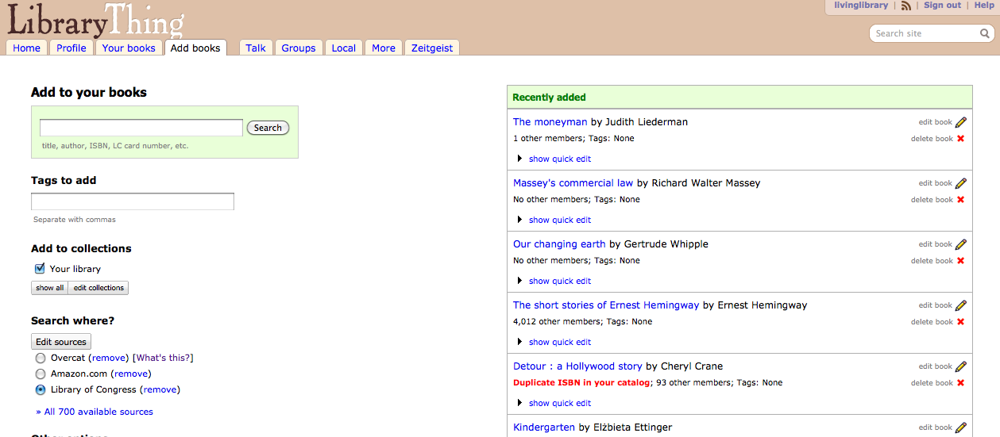 LibraryThing
livinglibrary | | Sign out | Help
Search site
Home Profile Your books Add books Talk Groups Local More Zeitgeist
Add to your books
Search
title, author, ISBN, LC card number, etc.
Tags to add
Separate with commas
Add to collections
Your library
show all edit collections
Search where?
Edit sources
Overcat (remove) [What's this?]
Amazon.com (remove)
Library of Congress (remove)
» All 700 available sources
Other options
Recently added
The moneyman by Judith Liederman edit book
1 other members; Tags: None delete book
show quick edit
Massey's commercial law by Richard Walter Massey edit book
No other members; Tags: None delete book
show quick edit
Our changing earth by Gertrude Whipple edit book
No other members; Tags: None delete book
show quick edit
The short stories of Ernest Hemingway by Ernest Hemingway edit book
4,012 other members; Tags: None delete book
show quick edit
Detour : a Hollywood story by Cheryl Crane edit book
Duplicate ISBN in your catalog; 93 other members; Tags: None delete book
show quick edit
Kindergarten by Elżbieta Ettinger edit book